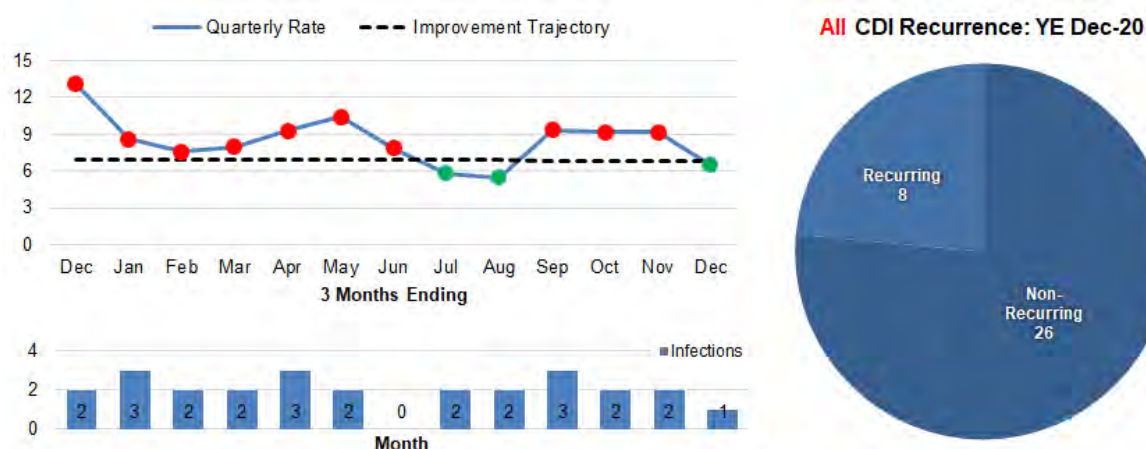 Quarterly Rate Improvement Trajectory
15
12
9
6
3
0
Dec Jan Feb Mar Apr May Jun Jul Aug Sep Oct Nov Dec
3 Months Ending
Infections
4
2
0
2 3 2 2 3 2 0 2 2 3 2 2 1
Month
All CDI Recurrence: YE Dec-20
Recurring
8
Non-
Recurring
26